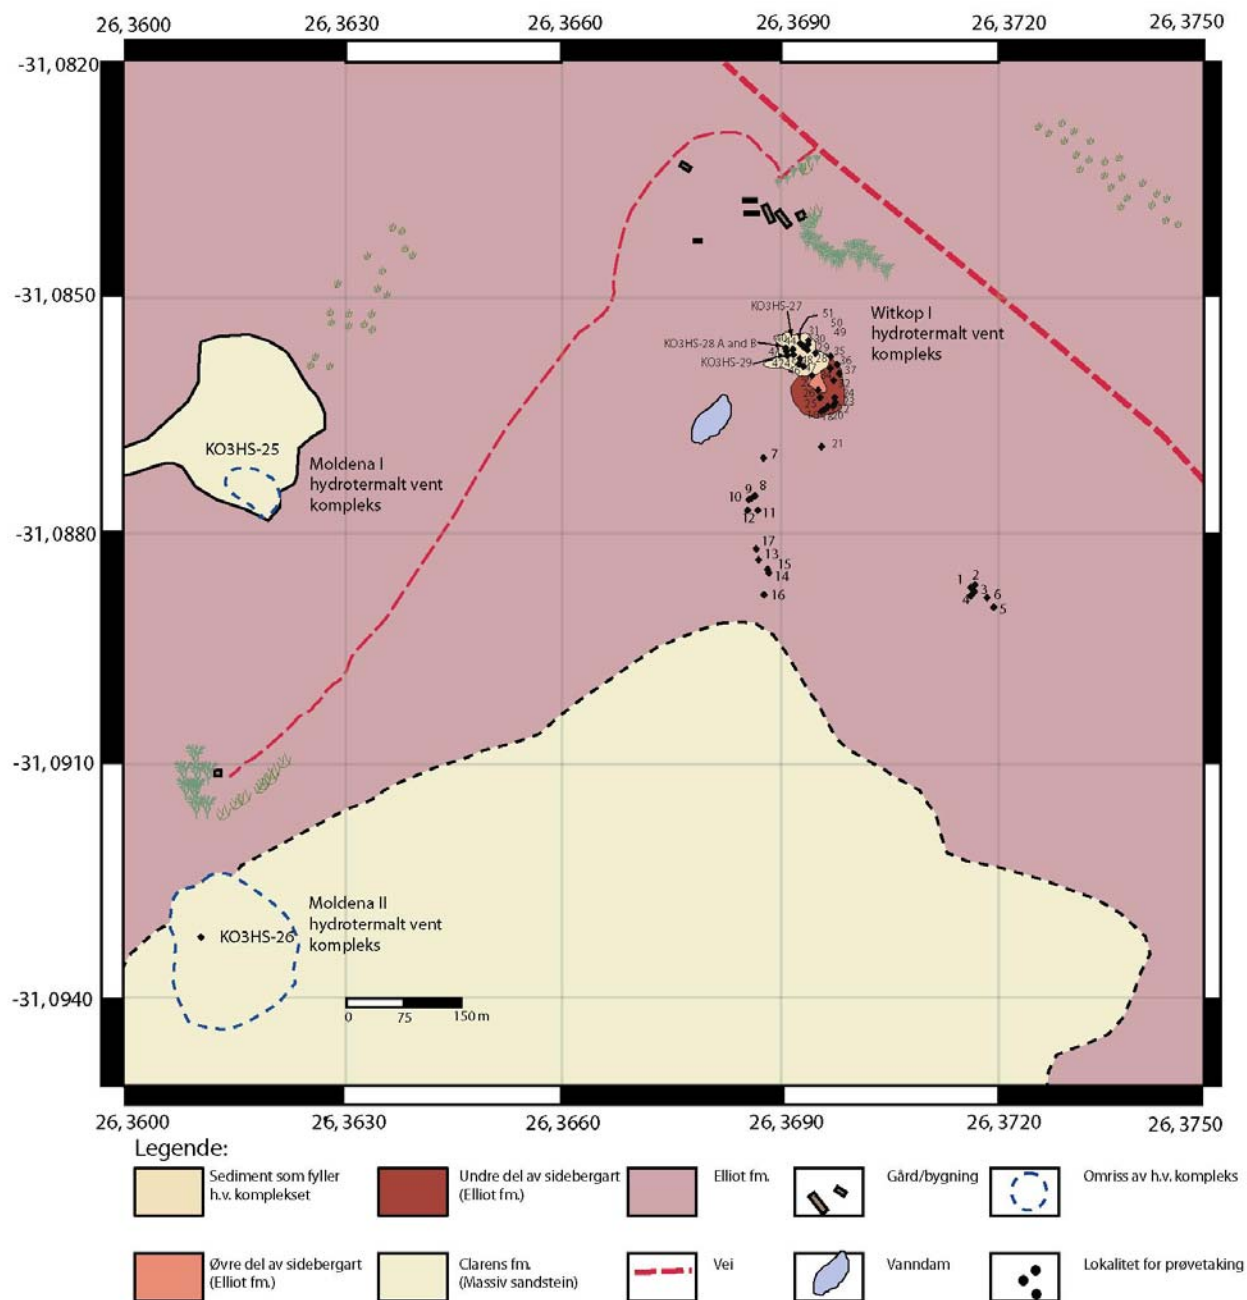 26, 3600 26, 3630 26, 3660 26, 3690 26, 3720 26, 3750
-31, 0820
-31, 0850
-31, 0880
-31, 0910
-31, 0940
KO3HS-27
51
50
49
Witkop I
hydrotermalt vent
kompleks
31
30
29
KO3HS-28 A and B
KO3HS-29
35
36
37
21
7
8
9
10
11
12
17
13
15
14
16
1
2
3
4
6
5
KO3HS-25
Moldena I
hydrotermalt vent
kompleks
Moldena II
hydrotermalt vent
kompleks
KO3HS-26
0 75 150 m
26, 3600 26, 3630 26, 3660 26, 3690 26, 3720 26, 3750
Legende:
Sediment som fyller
h.v. komplekset
Undre del av sidebergart
(Elliot fm.)
Elliot fm.
Gård/bygning
Omriss av h.v. kompleks
Øvre del av sidebergart
(Elliot fm.)
Clarens fm.
(Massiv sandstein)
Vei
Vanndam
Lokalitet for prøvetaking